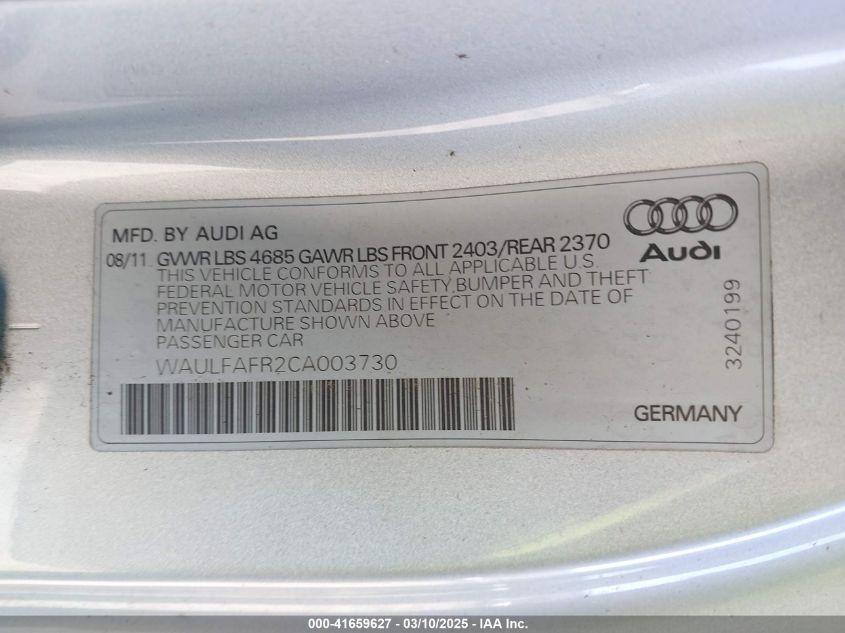 MFD. BY AUDI AG
08/11 GVWR LBS 4685 GAWR LBS FRONT 2403/REAR 2370
THIS VEHICLE CONFORMS TO ALL APPLICABLE U.S.
FEDERAL MOTOR VEHICLE SAFETY,BUMPER AND THEFT
PREVENTION STANDARDS IN EFFECT ON THE DATE OF
MANUFACTURE SHOWN ABOVE
PASSENGER CAR
WAULFAFR2CA003730
Audi
3240199
GERMANY
000-41659627 - 03/10/2025 - IAA Inc.